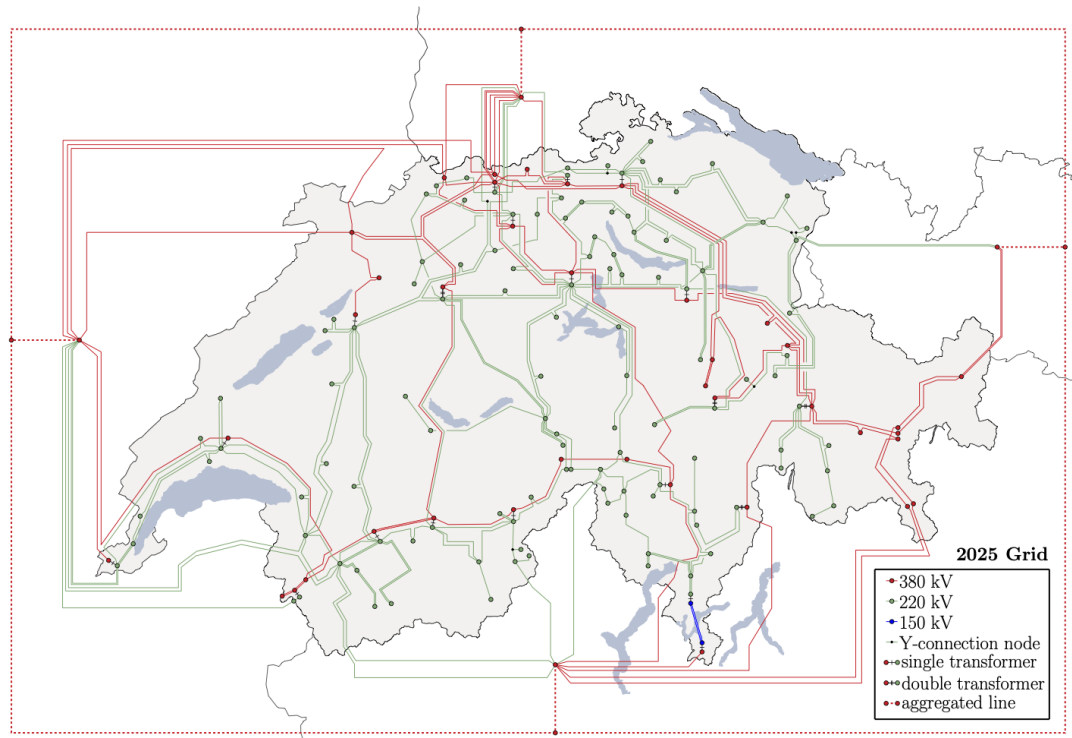 2025 Grid
380 kV
220 kV
150 kV
Y-connection node
single transformer
double transformer
aggregated line